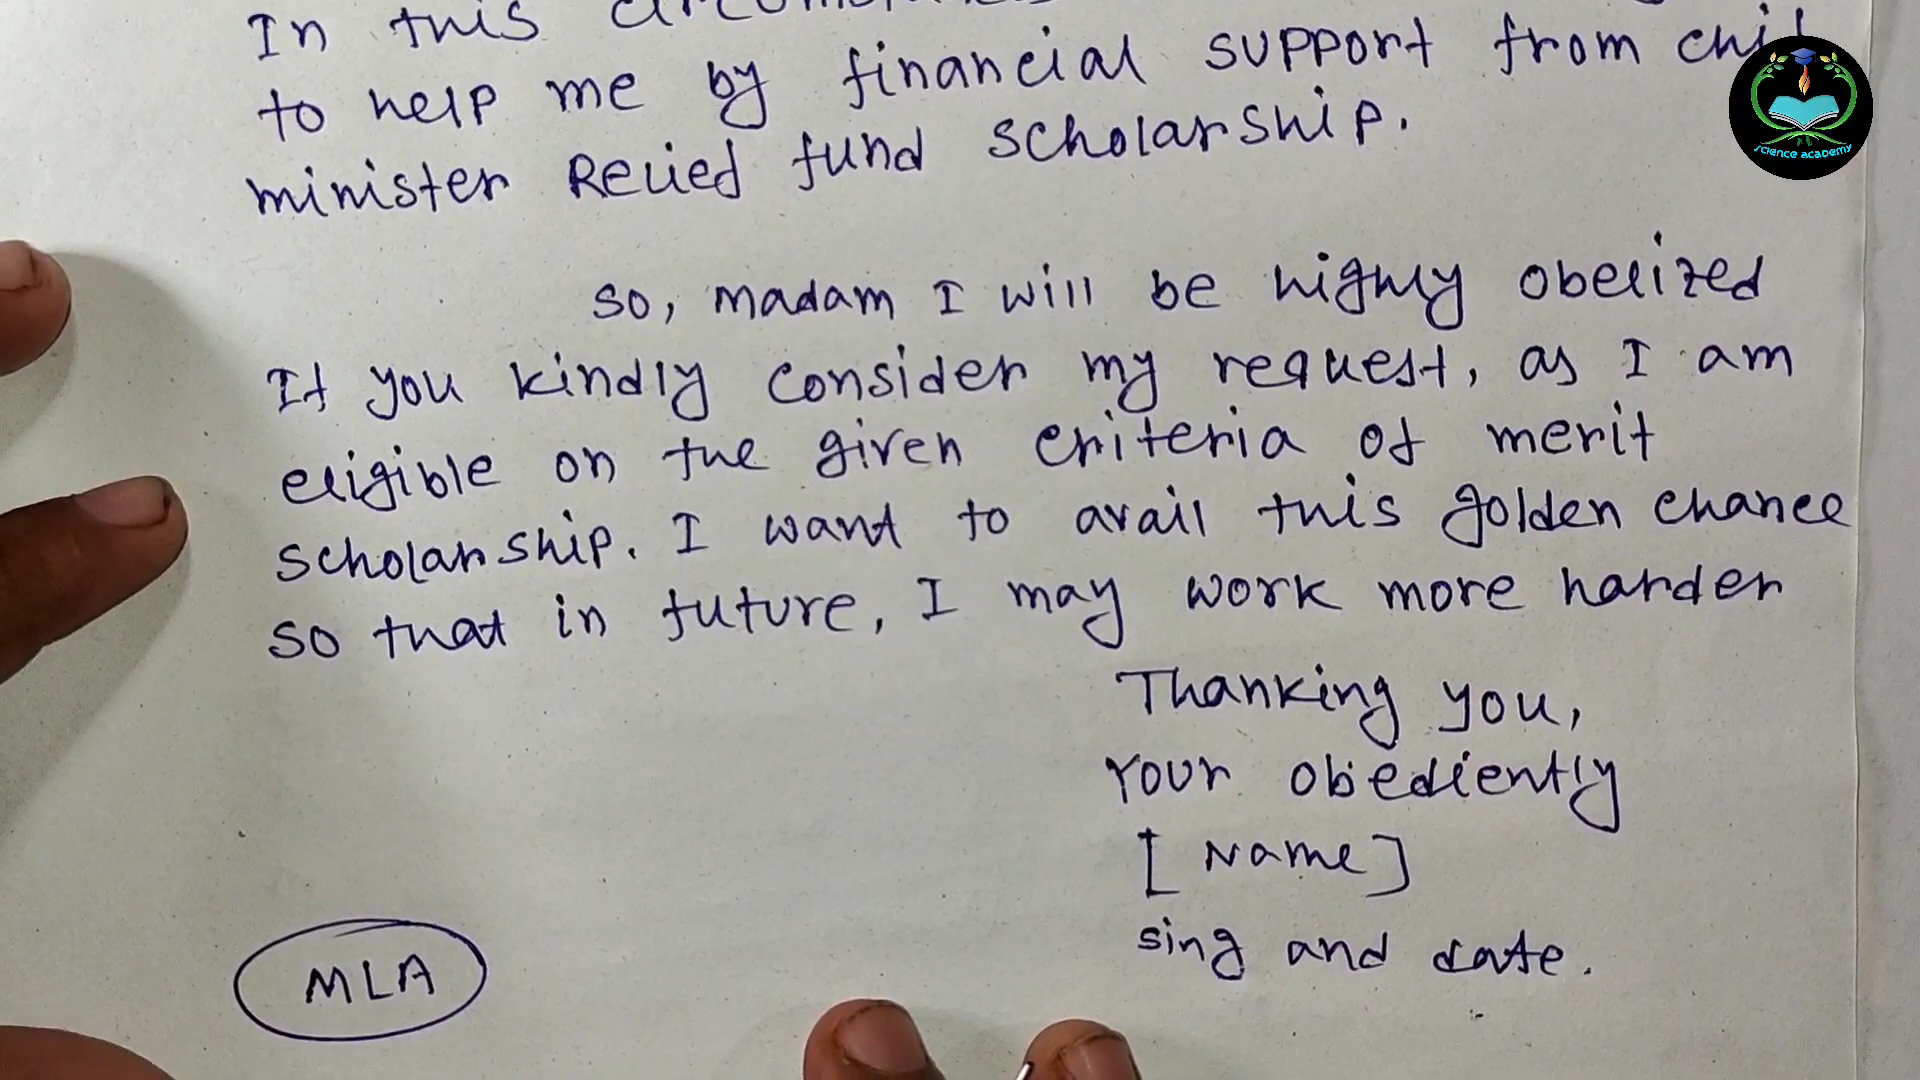 In this
to help me by financial support from
minister Relied fund scholarship.
science academy
so, madam I will be highly obelized
If you kindly consider my request, as I am
eligible on the given criteria of merit
scholarship. I want to avail this golden chance
so that in future, I may work more harder
Thanking you,
Your obediently
[ Name ]
sing and date.
MLA